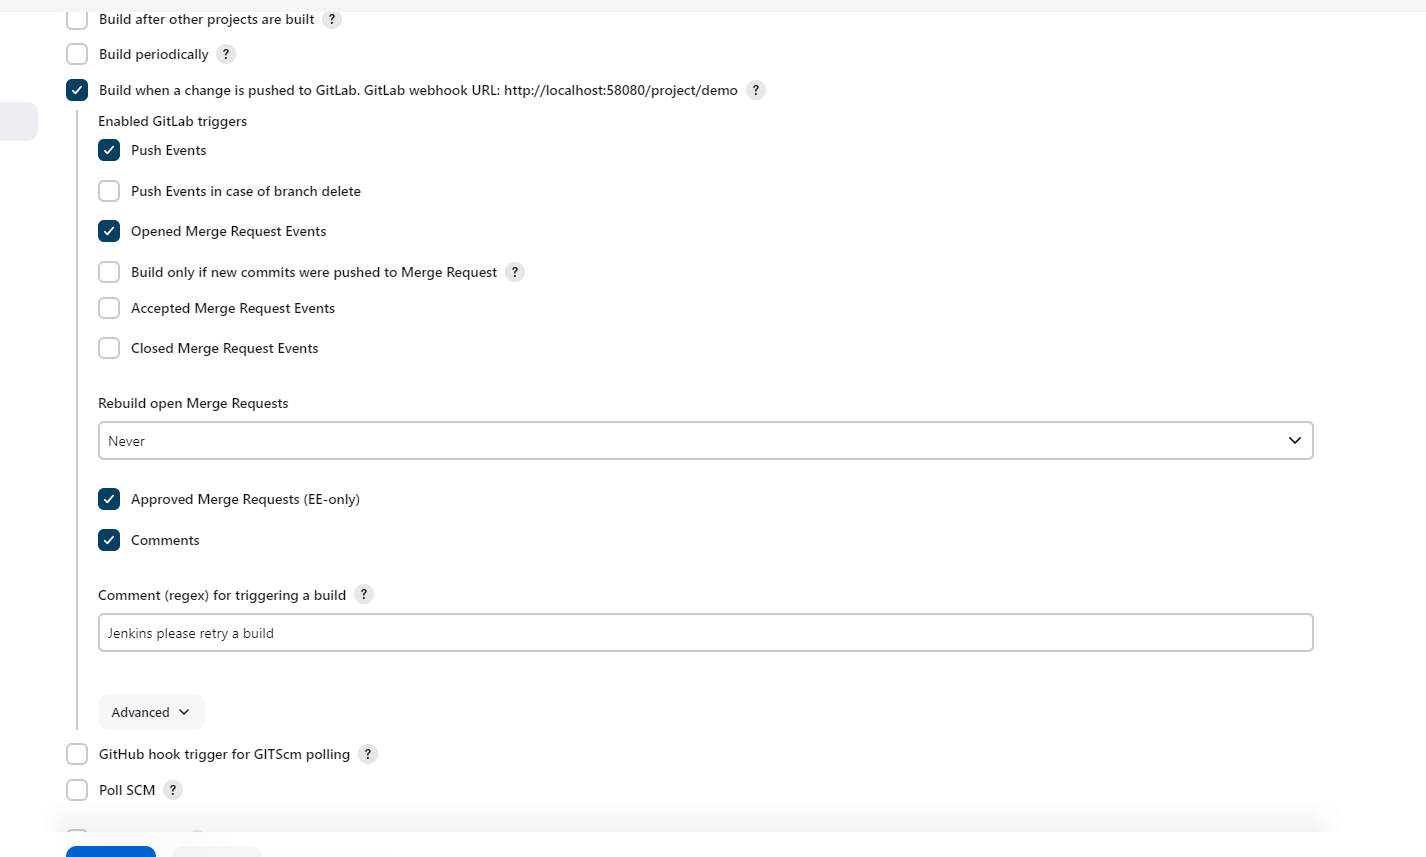 Build after other projects are built ?
Build periodically ?
Build when a change is pushed to GitLab. GitLab webhook URL: http://localhost:58080/project/demo ?
Enabled GitLab triggers
Push Events
Push Events in case of branch delete
Opened Merge Request Events
Build only if new commits were pushed to Merge Request ?
Accepted Merge Request Events
Closed Merge Request Events
Rebuild open Merge Requests
Never
Approved Merge Requests (EE-only)
Comments
Comment (regex) for triggering a build ?
Jenkins please retry a build
Advanced
GitHub hook trigger for GITScm polling ?
Poll SCM ?